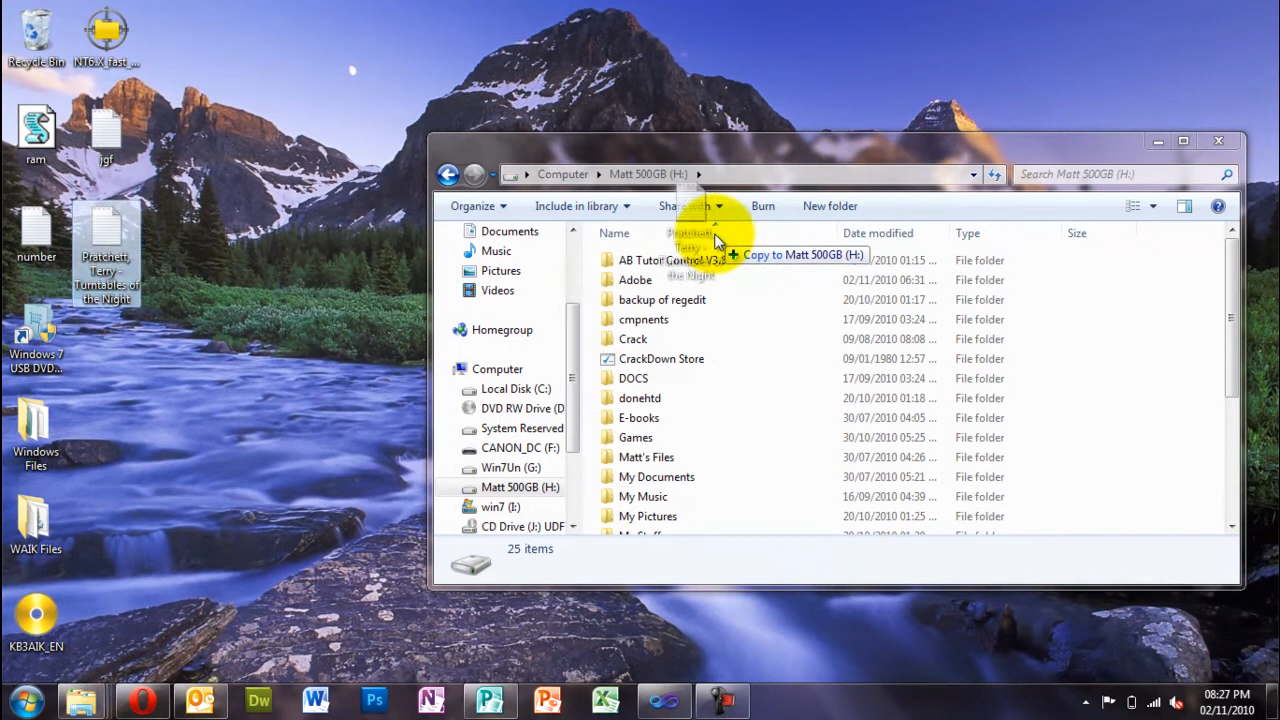 Recycle Bin
NT6.X_fast_...
ram
jgf
number
Pratchett,
Terry -
Turntables of
the Night
Windows 7
USB DVD...
Windows
Files
WAIK Files
KB3AIK_EN
Computer
Matt 500GB (H:)
Search Matt 500GB (H:)
Organize
Include in library
Share with
Burn
New folder
Documents
Music
Pictures
Videos
Homegroup
Computer
Local Disk (C:)
DVD RW Drive (D
System Reserved
CANON_DC (F:)
Win7Un (G:)
Matt 500GB (H:)
win7 (I:)
CD Drive (J:) UDF
Name Date modified Type Size
Pratchett,
Terry -
the Night
Copy to Matt 500GB (H:)
AB Tutor Control V3.8 /10/2010 01:15 ... File folder
Adobe 02/11/2010 06:31 ... File folder
backup of regedit 20/10/2010 01:17 ... File folder
cmpnents 17/09/2010 03:24 ... File folder
Crack 09/08/2010 08:08 ... File folder
CrackDown Store 09/01/1980 12:57 ... File folder
DOCS 17/09/2010 03:24 ... File folder
donehtd 20/10/2010 01:18 ... File folder
E-books 30/07/2010 04:05 ... File folder
Games 30/10/2010 05:25 ... File folder
Matt's Files 30/07/2010 04:26 ... File folder
My Documents 30/07/2010 05:21 ... File folder
My Music 16/09/2010 04:39 ... File folder
My Pictures 20/10/2010 01:25 ... File folder
25 items
Dw
W
Ps
N
P
P
X
08:27 PM
02/11/2010